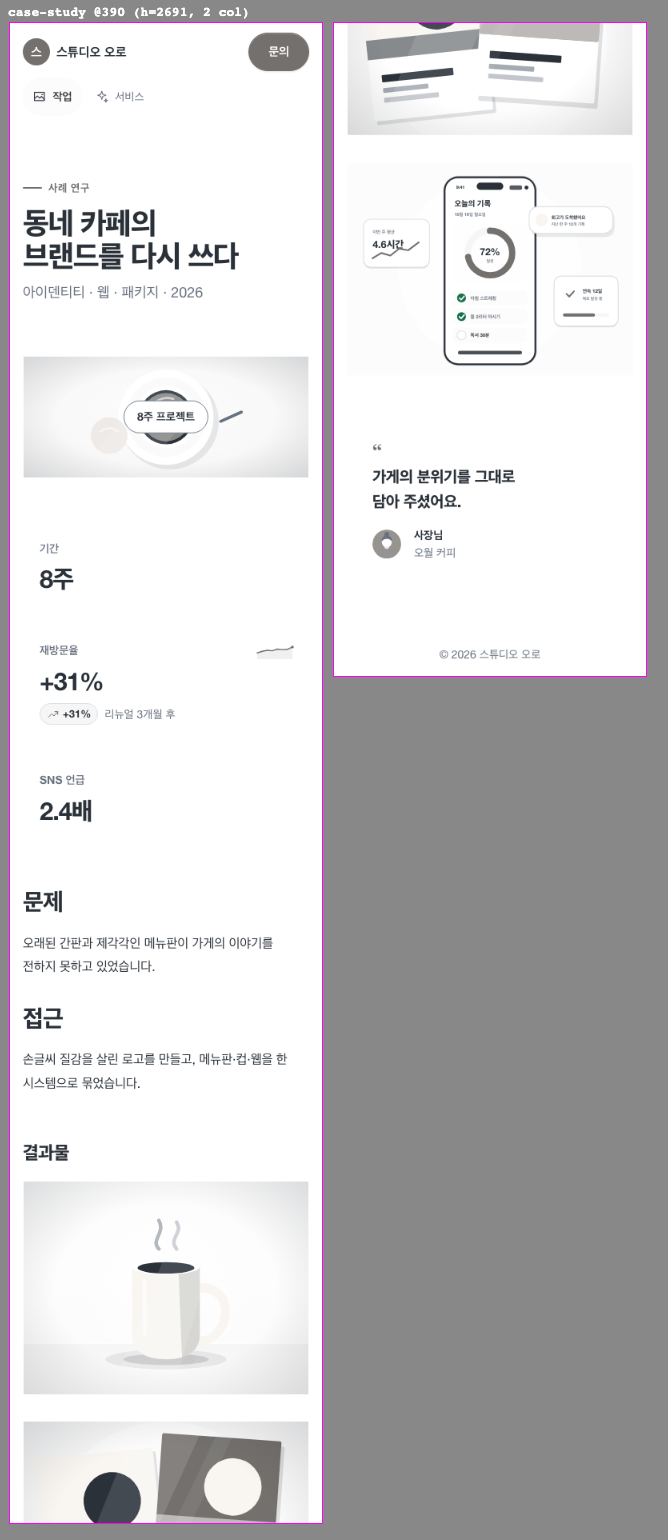 case-study @390 (h=2691, 2 col)
스 스튜디오 오로
문의
작업
서비스
사례 연구
동네 카페의
브랜드를 다시 쓰다
아이덴티티 · 웹 · 패키지 · 2026
8주 프로젝트
기간
8주
재방문율
+31%
+31% 리뉴얼 3개월 후
SNS 언급
2.4배
문제
오래된 간판과 제각각인 메뉴판이 가게의 이야기를
전하지 못하고 있었습니다.
접근
손글씨 질감을 살린 로고를 만들고, 메뉴판·컵·웹을 한
시스템으로 묶었습니다.
결과물
9:41
오늘의 기록
4.6시간
72%
연속 12일
“
가게의 분위기를 그대로
담아 주셨어요.
사장님
오월 커피
© 2026 스튜디오 오로